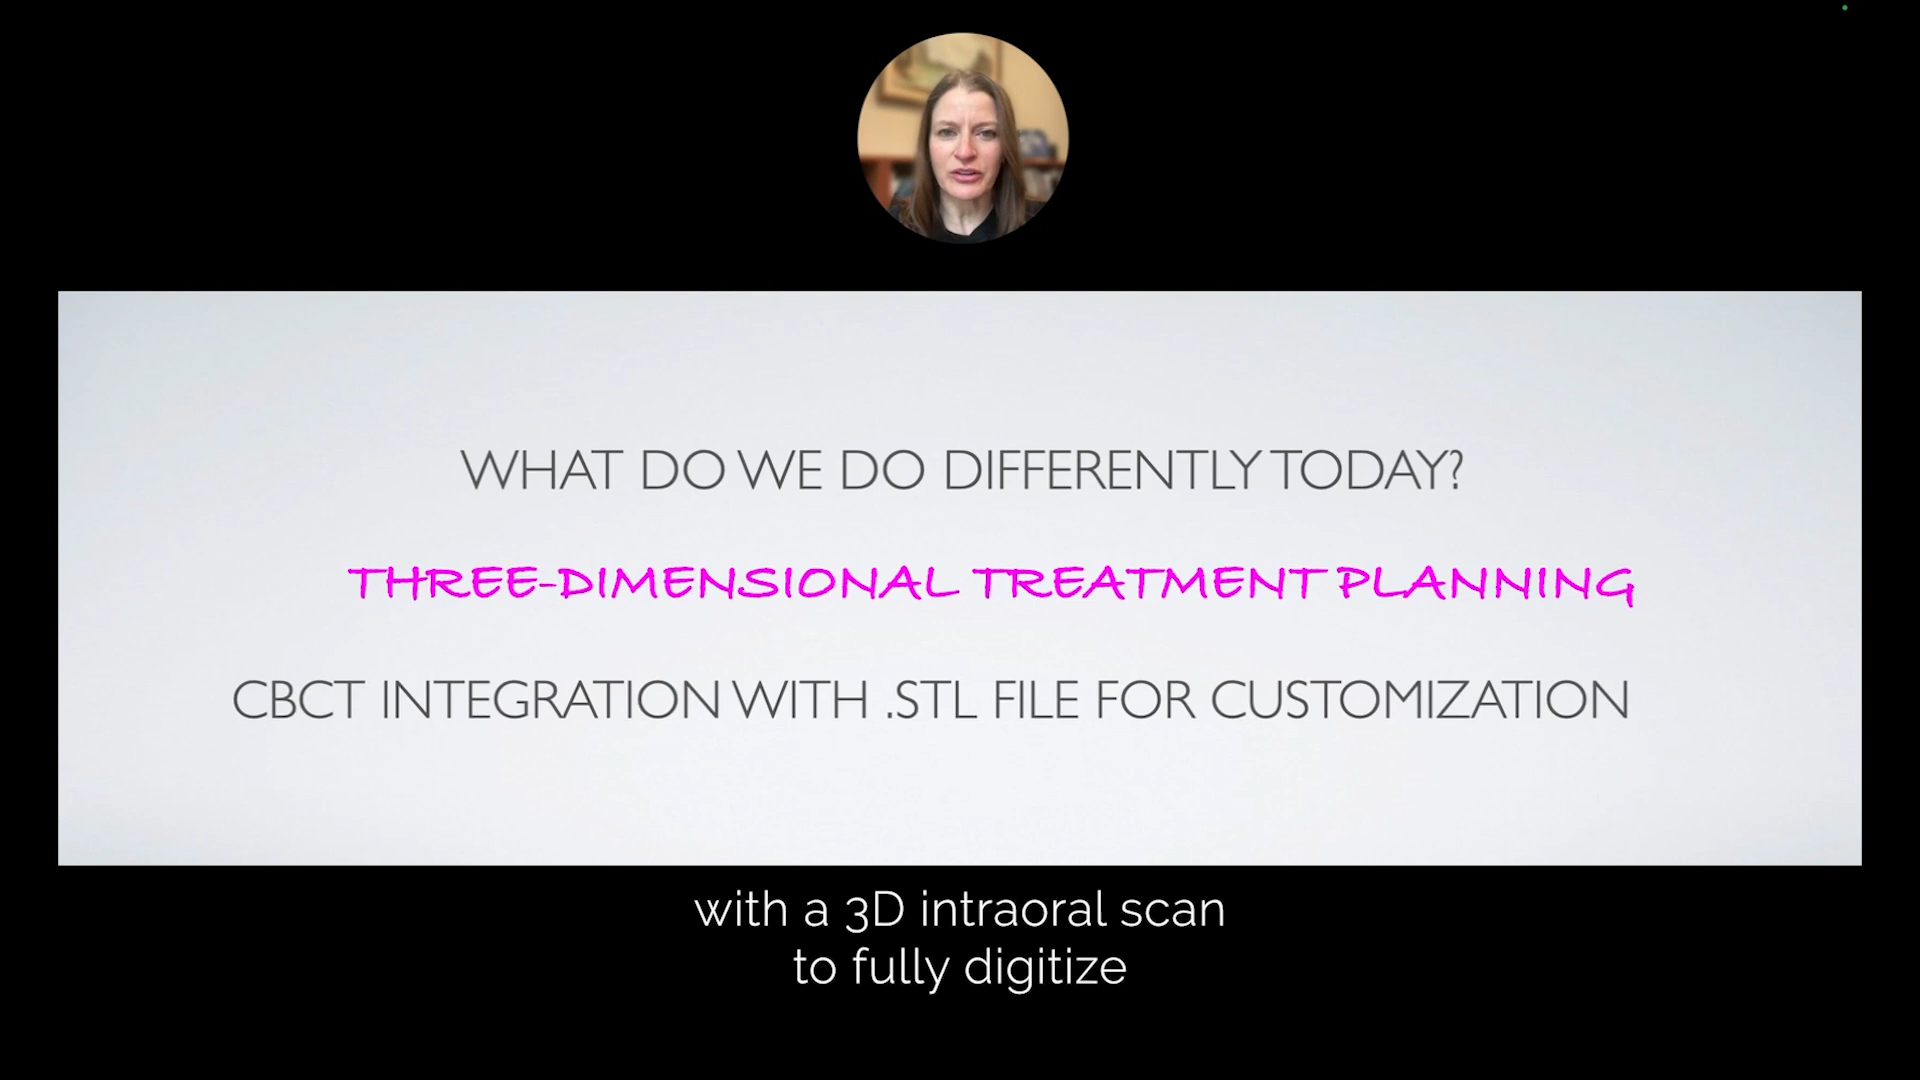 WHAT DO WE DO DIFFERENTLY TODAY?
THREE-DIMENSIONAL TREATMENT PLANNING
CBCT INTEGRATION WITH .STL FILE FOR CUSTOMIZATION
with a 3D intraoral scan
to fully digitize